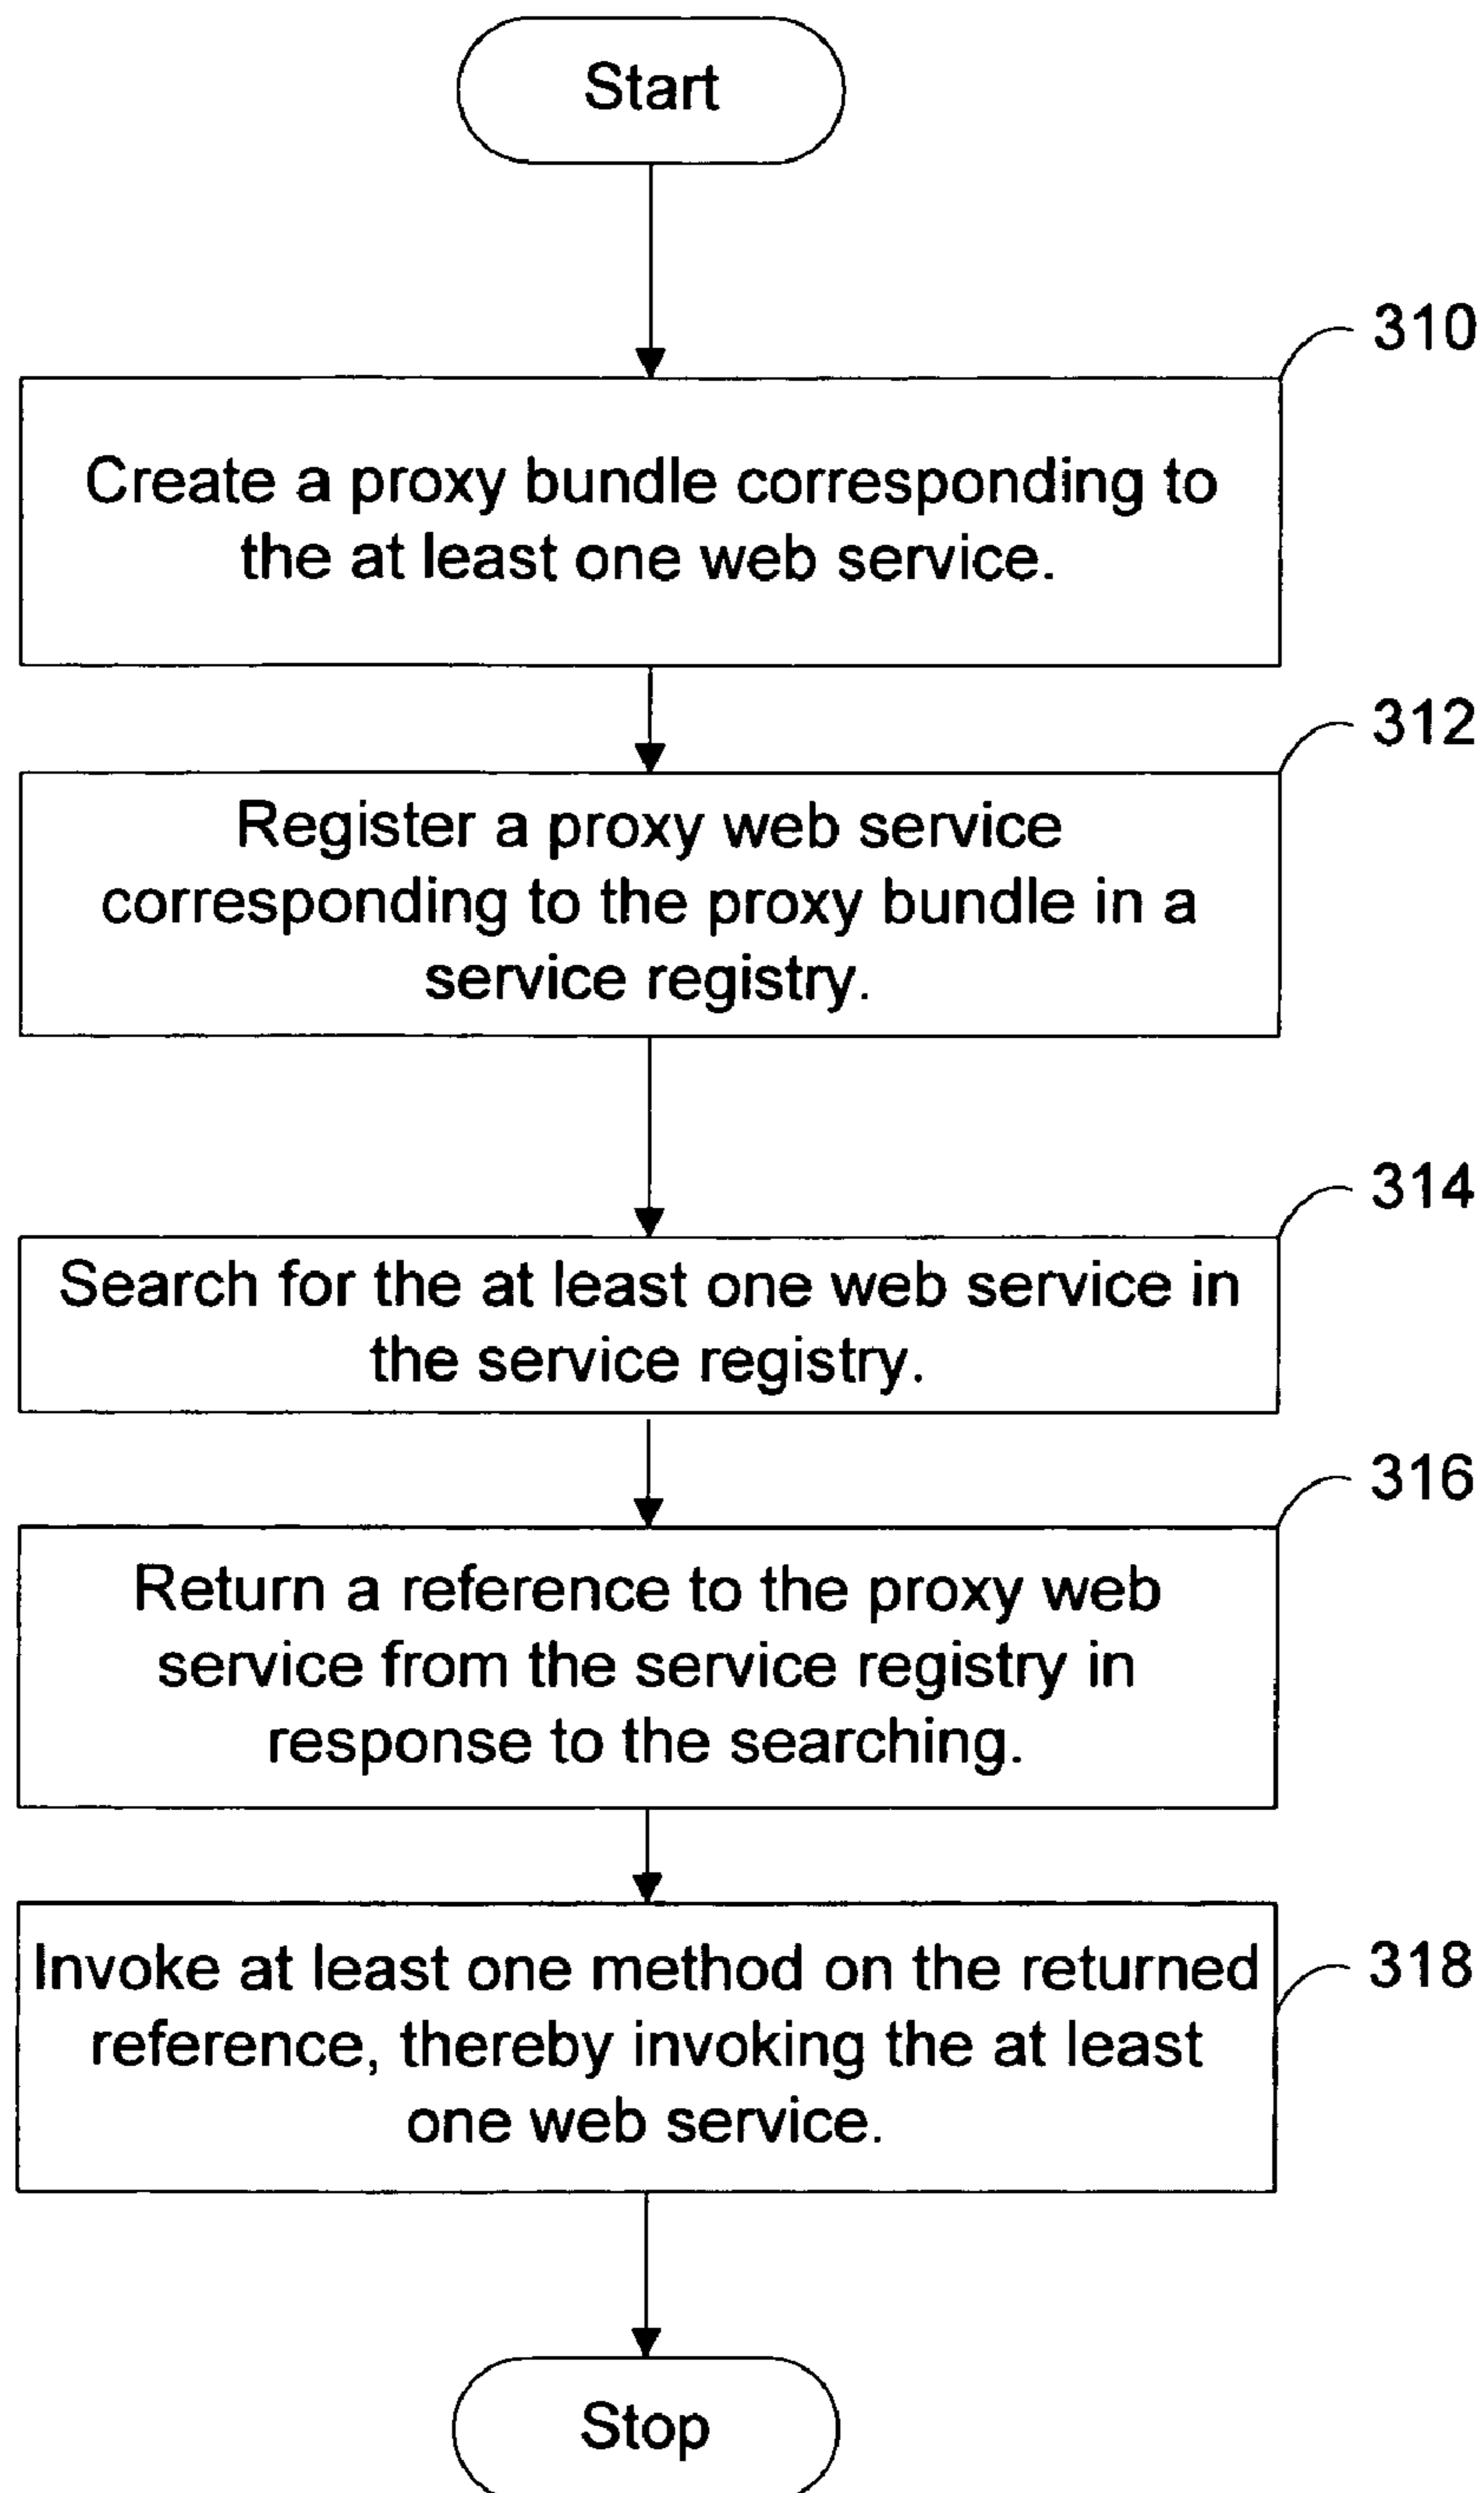 Start
310
Create a proxy bundle corresponding to
the at least one web service.
312
Register a proxy web service
corresponding to the proxy bundle in a
service registry.
314
Search for the at least one web service in
the service registry.
316
Return a reference to the proxy web
service from the service registry in
response to the searching.
318
Invoke at least one method on the returned
reference, thereby invoking the at least
one web service.
Stop